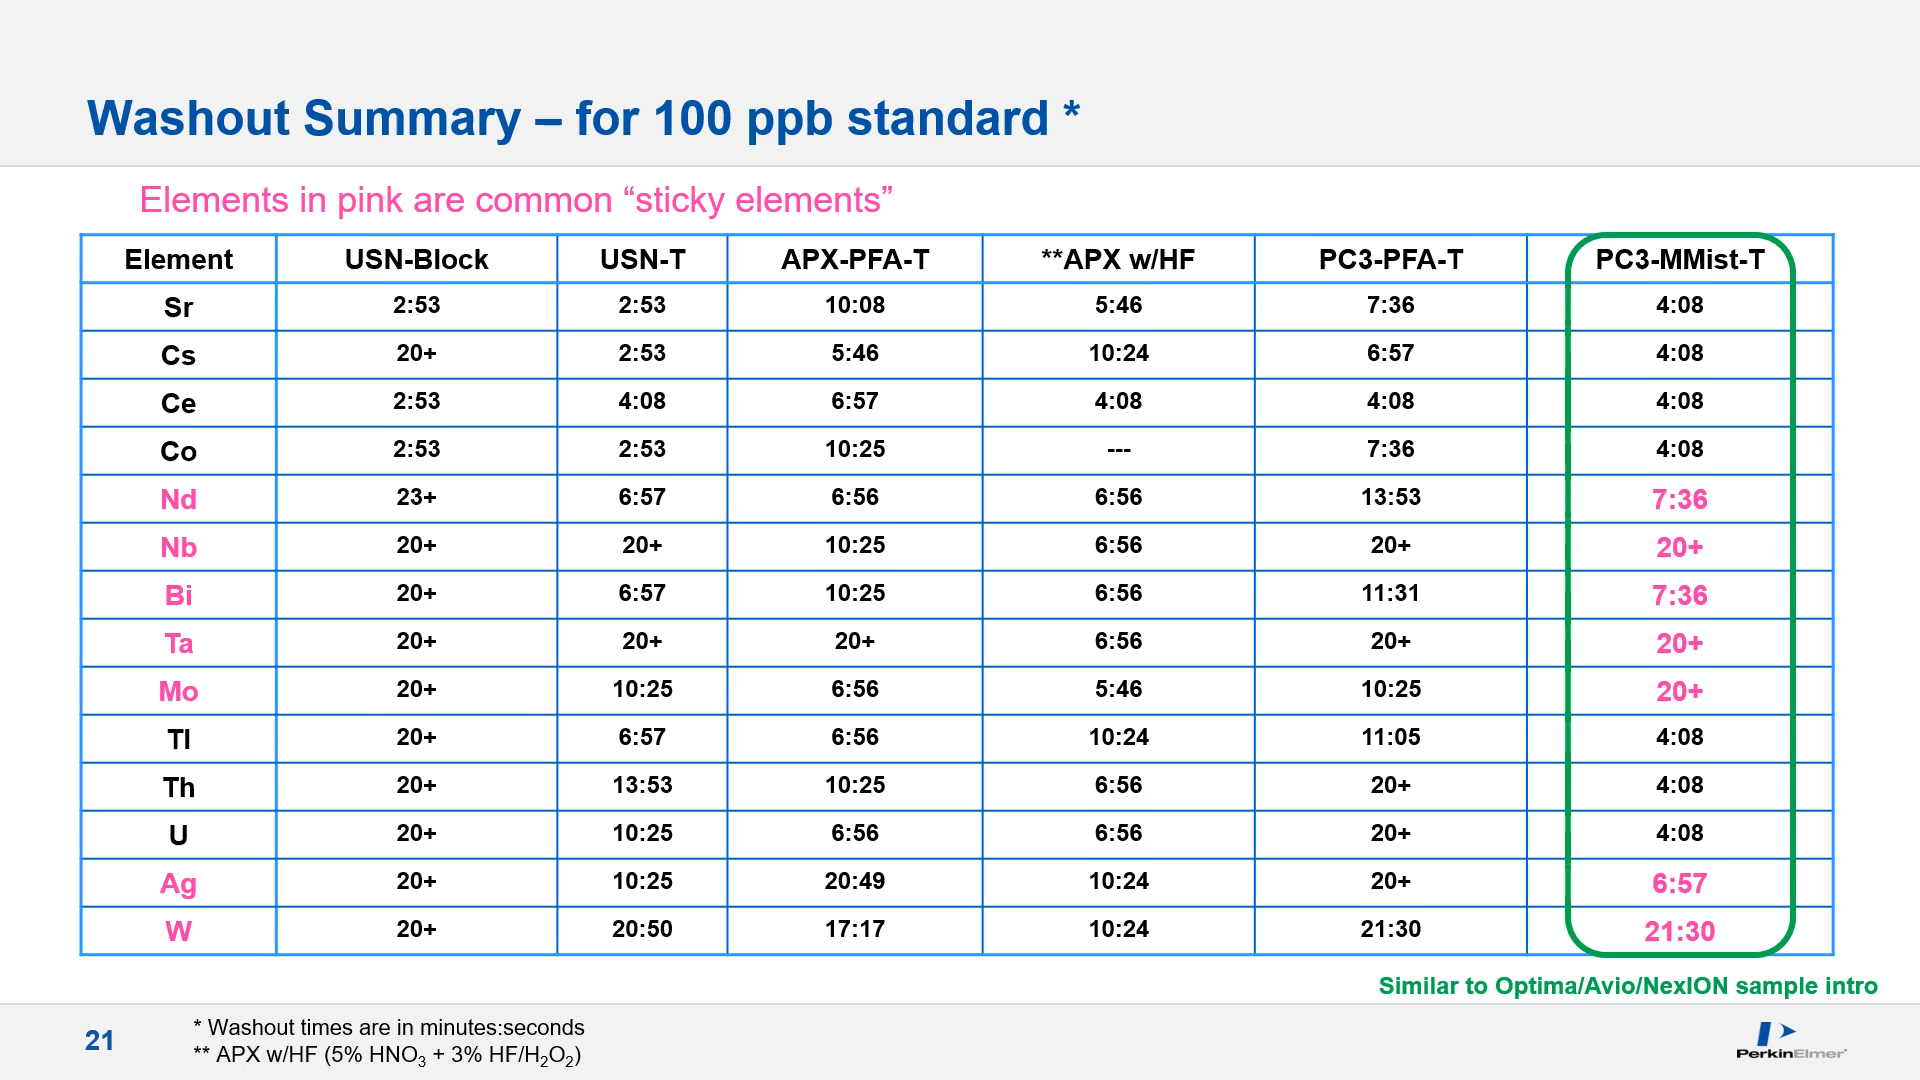 Washout Summary – for 100 ppb standard *
Elements in pink are common “sticky elements”
Element USN-Block USN-T APX-PFA-T **APX w/HF PC3-PFA-T PC3-MMist-T
Sr 2:53 2:53 10:08 5:46 7:36 4:08
Cs 20+ 2:53 5:46 10:24 6:57 4:08
Ce 2:53 4:08 6:57 4:08 4:08 4:08
Co 2:53 2:53 10:25 --- 7:36 4:08
Nd 23+ 6:57 6:56 6:56 13:53 7:36
Nb 20+ 20+ 10:25 6:56 20+ 20+
Bi 20+ 6:57 10:25 6:56 11:31 7:36
Ta 20+ 20+ 20+ 6:56 20+ 20+
Mo 20+ 10:25 6:56 5:46 10:25 20+
Tl 20+ 6:57 6:56 10:24 11:05 4:08
Th 20+ 13:53 10:25 6:56 20+ 4:08
U 20+ 10:25 6:56 6:56 20+ 4:08
Ag 20+ 10:25 20:49 10:24 20+ 6:57
W 20+ 20:50 17:17 10:24 21:30 21:30
Similar to Optima/Avio/NexION sample intro
21
* Washout times are in minutes:seconds
** APX w/HF (5% HNO₃ + 3% HF/H₂O₂)
PerkinElmer